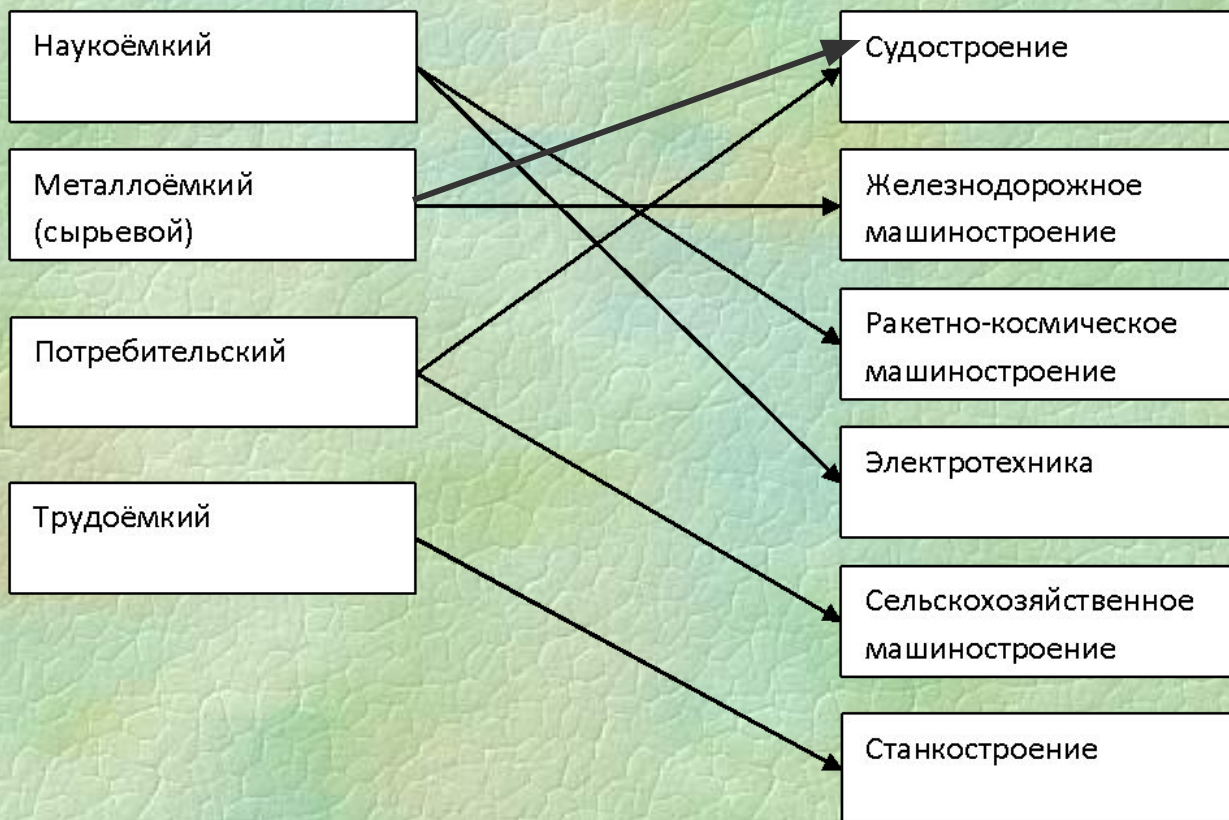 Наукоёмкий
Металлоёмкий
(сырьевой)
Потребительский
Трудоёмкий
Судостроение
Железнодорожное
машиностроение
Ракетно-космическое
машиностроение
Электротехника
Сельскохозяйственное
машиностроение
Станкостроение